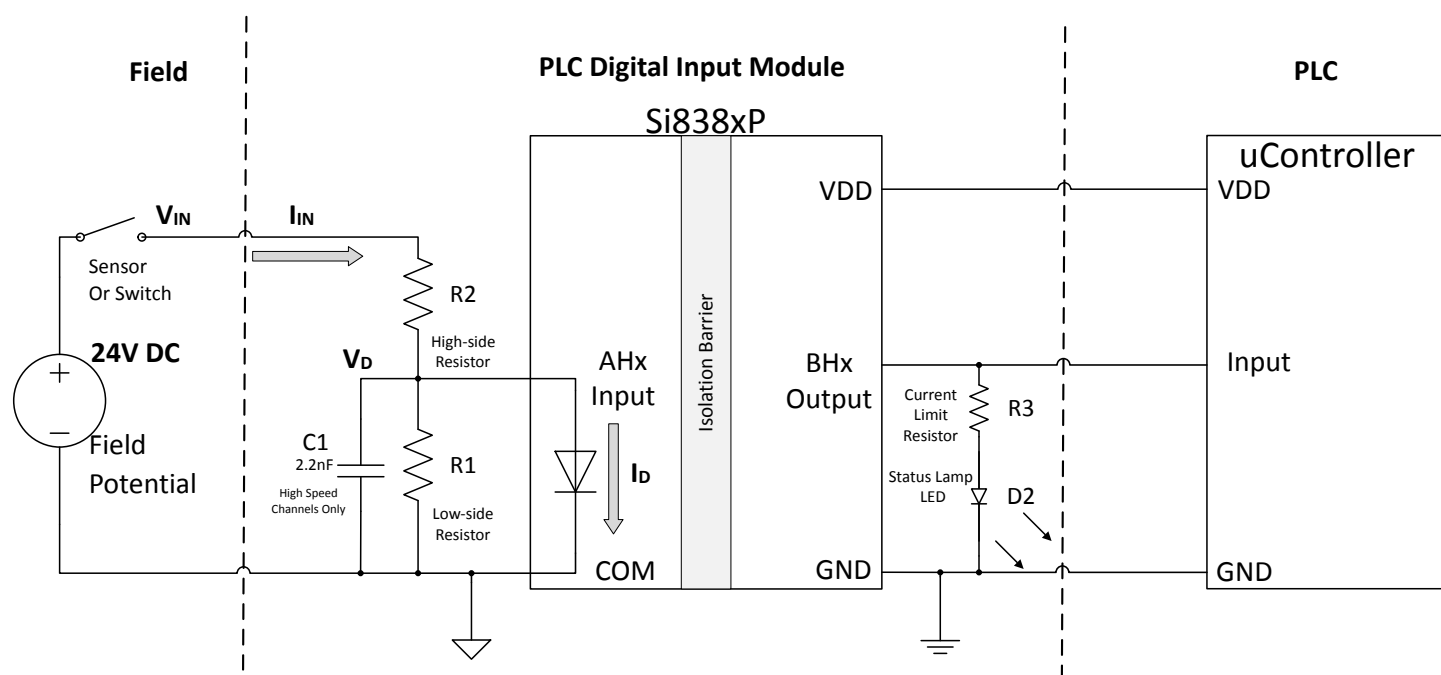 Field
PLC Digital Input Module
PLC
Si838xP
uController
VDD
VDD
VIN
IIN
Sensor
Or Switch
R2
High-side
Resistor
24V DC
+
–
Field
Potential
VD
C1
2.2nF
High Speed
Channels Only
R1
Low-side
Resistor
AHx
Input
ID
COM
Isolation Barrier
BHx
Output
Current
Limit
Resistor
R3
Status Lamp
LED
D2
Input
GND
GND